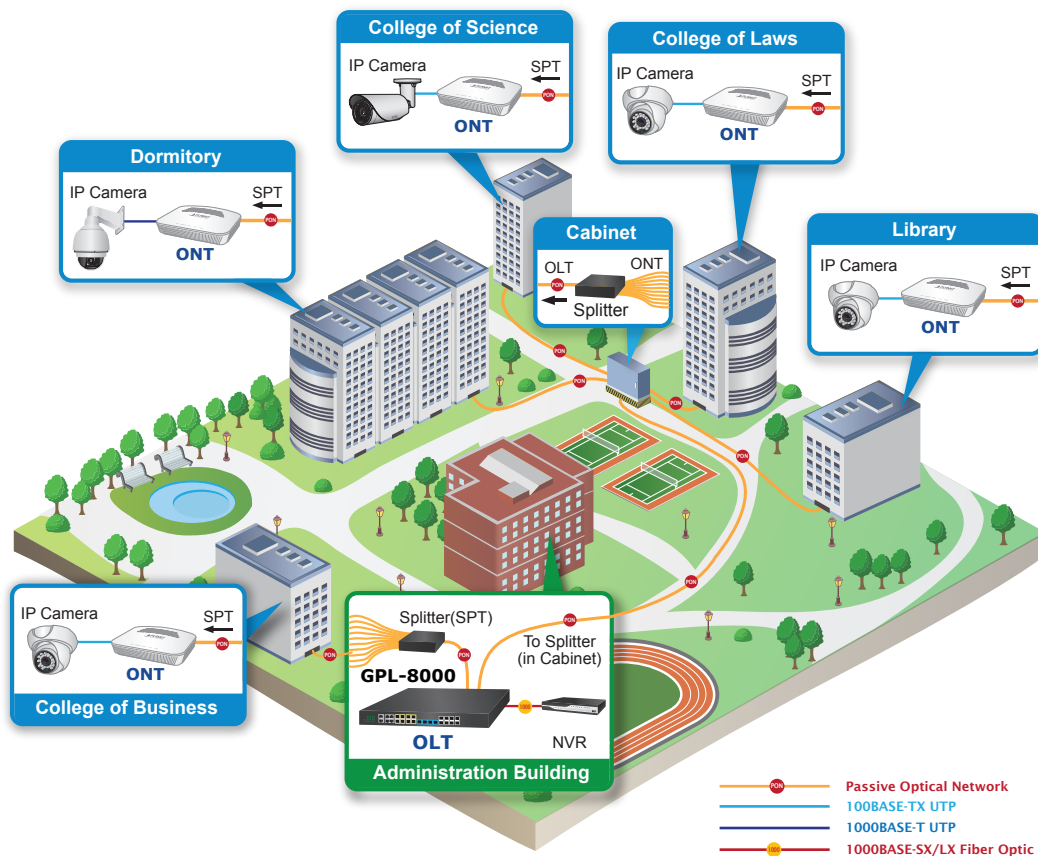 College of Science
IP Camera
SPT
PON
ONT
College of Laws
IP Camera
SPT
PON
ONT
Dormitory
IP Camera
SPT
PON
ONT
Cabinet
OLT
ONT
PON
Splitter
Library
IP Camera
SPT
PON
ONT
PON
PON
PON
PON
PON
College of Business
IP Camera
SPT
PON
ONT
PON
Splitter(SPT)
PON
PON
To Splitter
(in Cabinet)
GPL-8000
1000
OLT
NVR
Administration Building
PON
Passive Optical Network
100BASE-TX UTP
1000BASE-T UTP
1000
1000BASE-SX/LX Fiber Optic